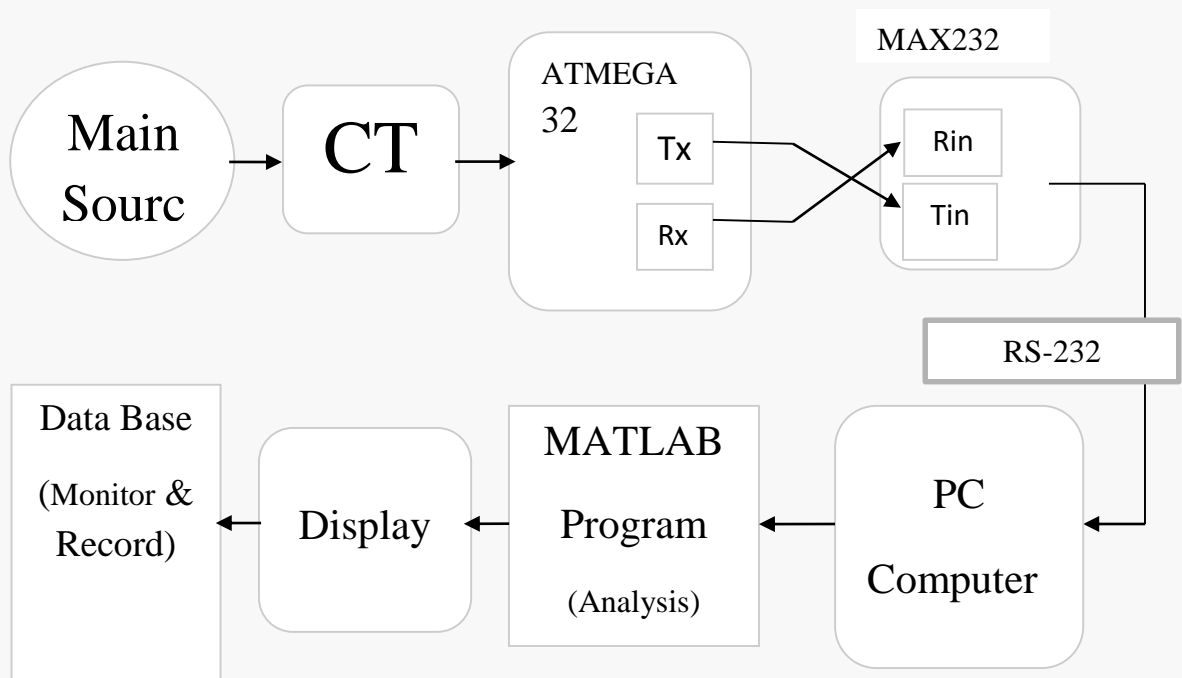 Main
Sourc
CT
ATMEGA
32
Tx
Rx
MAX232
Rin
Tin
RS-232
PC
Computer
MATLAB
Program
(Analysis)
Display
Data Base
(Monitor &
Record)